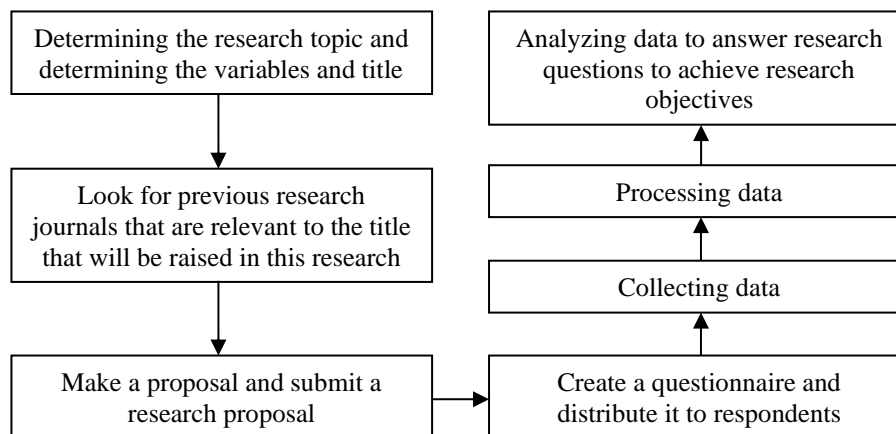 Determining the research topic and
determining the variables and title
Look for previous research
journals that are relevant to the title
that will be raised in this research
Make a proposal and submit a
research proposal
Create a questionnaire and
distribute it to respondents
Collecting data
Processing data
Analyzing data to answer research
questions to achieve research
objectives